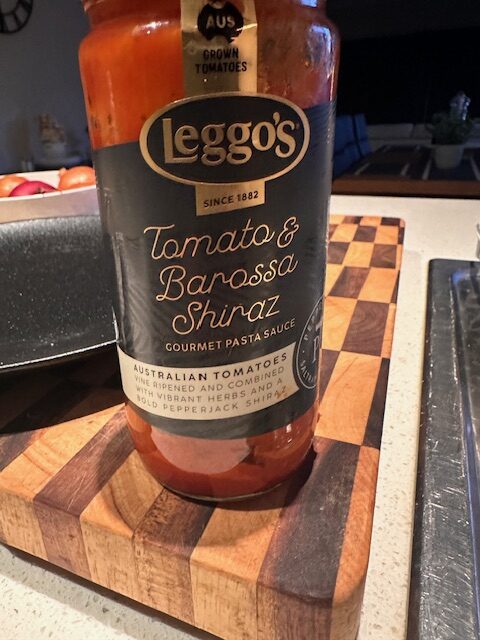 AUS
GROWN
TOMATOES
Leggo's
SINCE 1882
Tomato &
Barossa
Shiraz
GOURMET PASTA SAUCE
AUSTRALIAN TOMATOES
VINE RIPENED AND COMBINED
WITH VIBRANT HERBS AND A
BOLD PEPPERJACK SHIRAZ